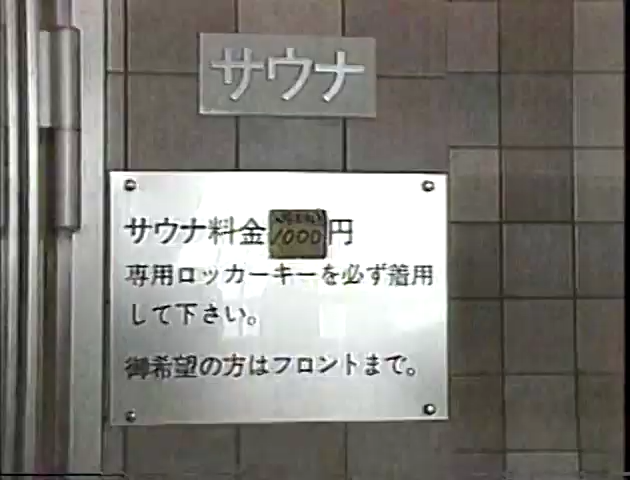 サウナ
サウナ料金1000円
専用ロッカーキーを必ず着用
して下さい。
御希望の方はフロントまで。